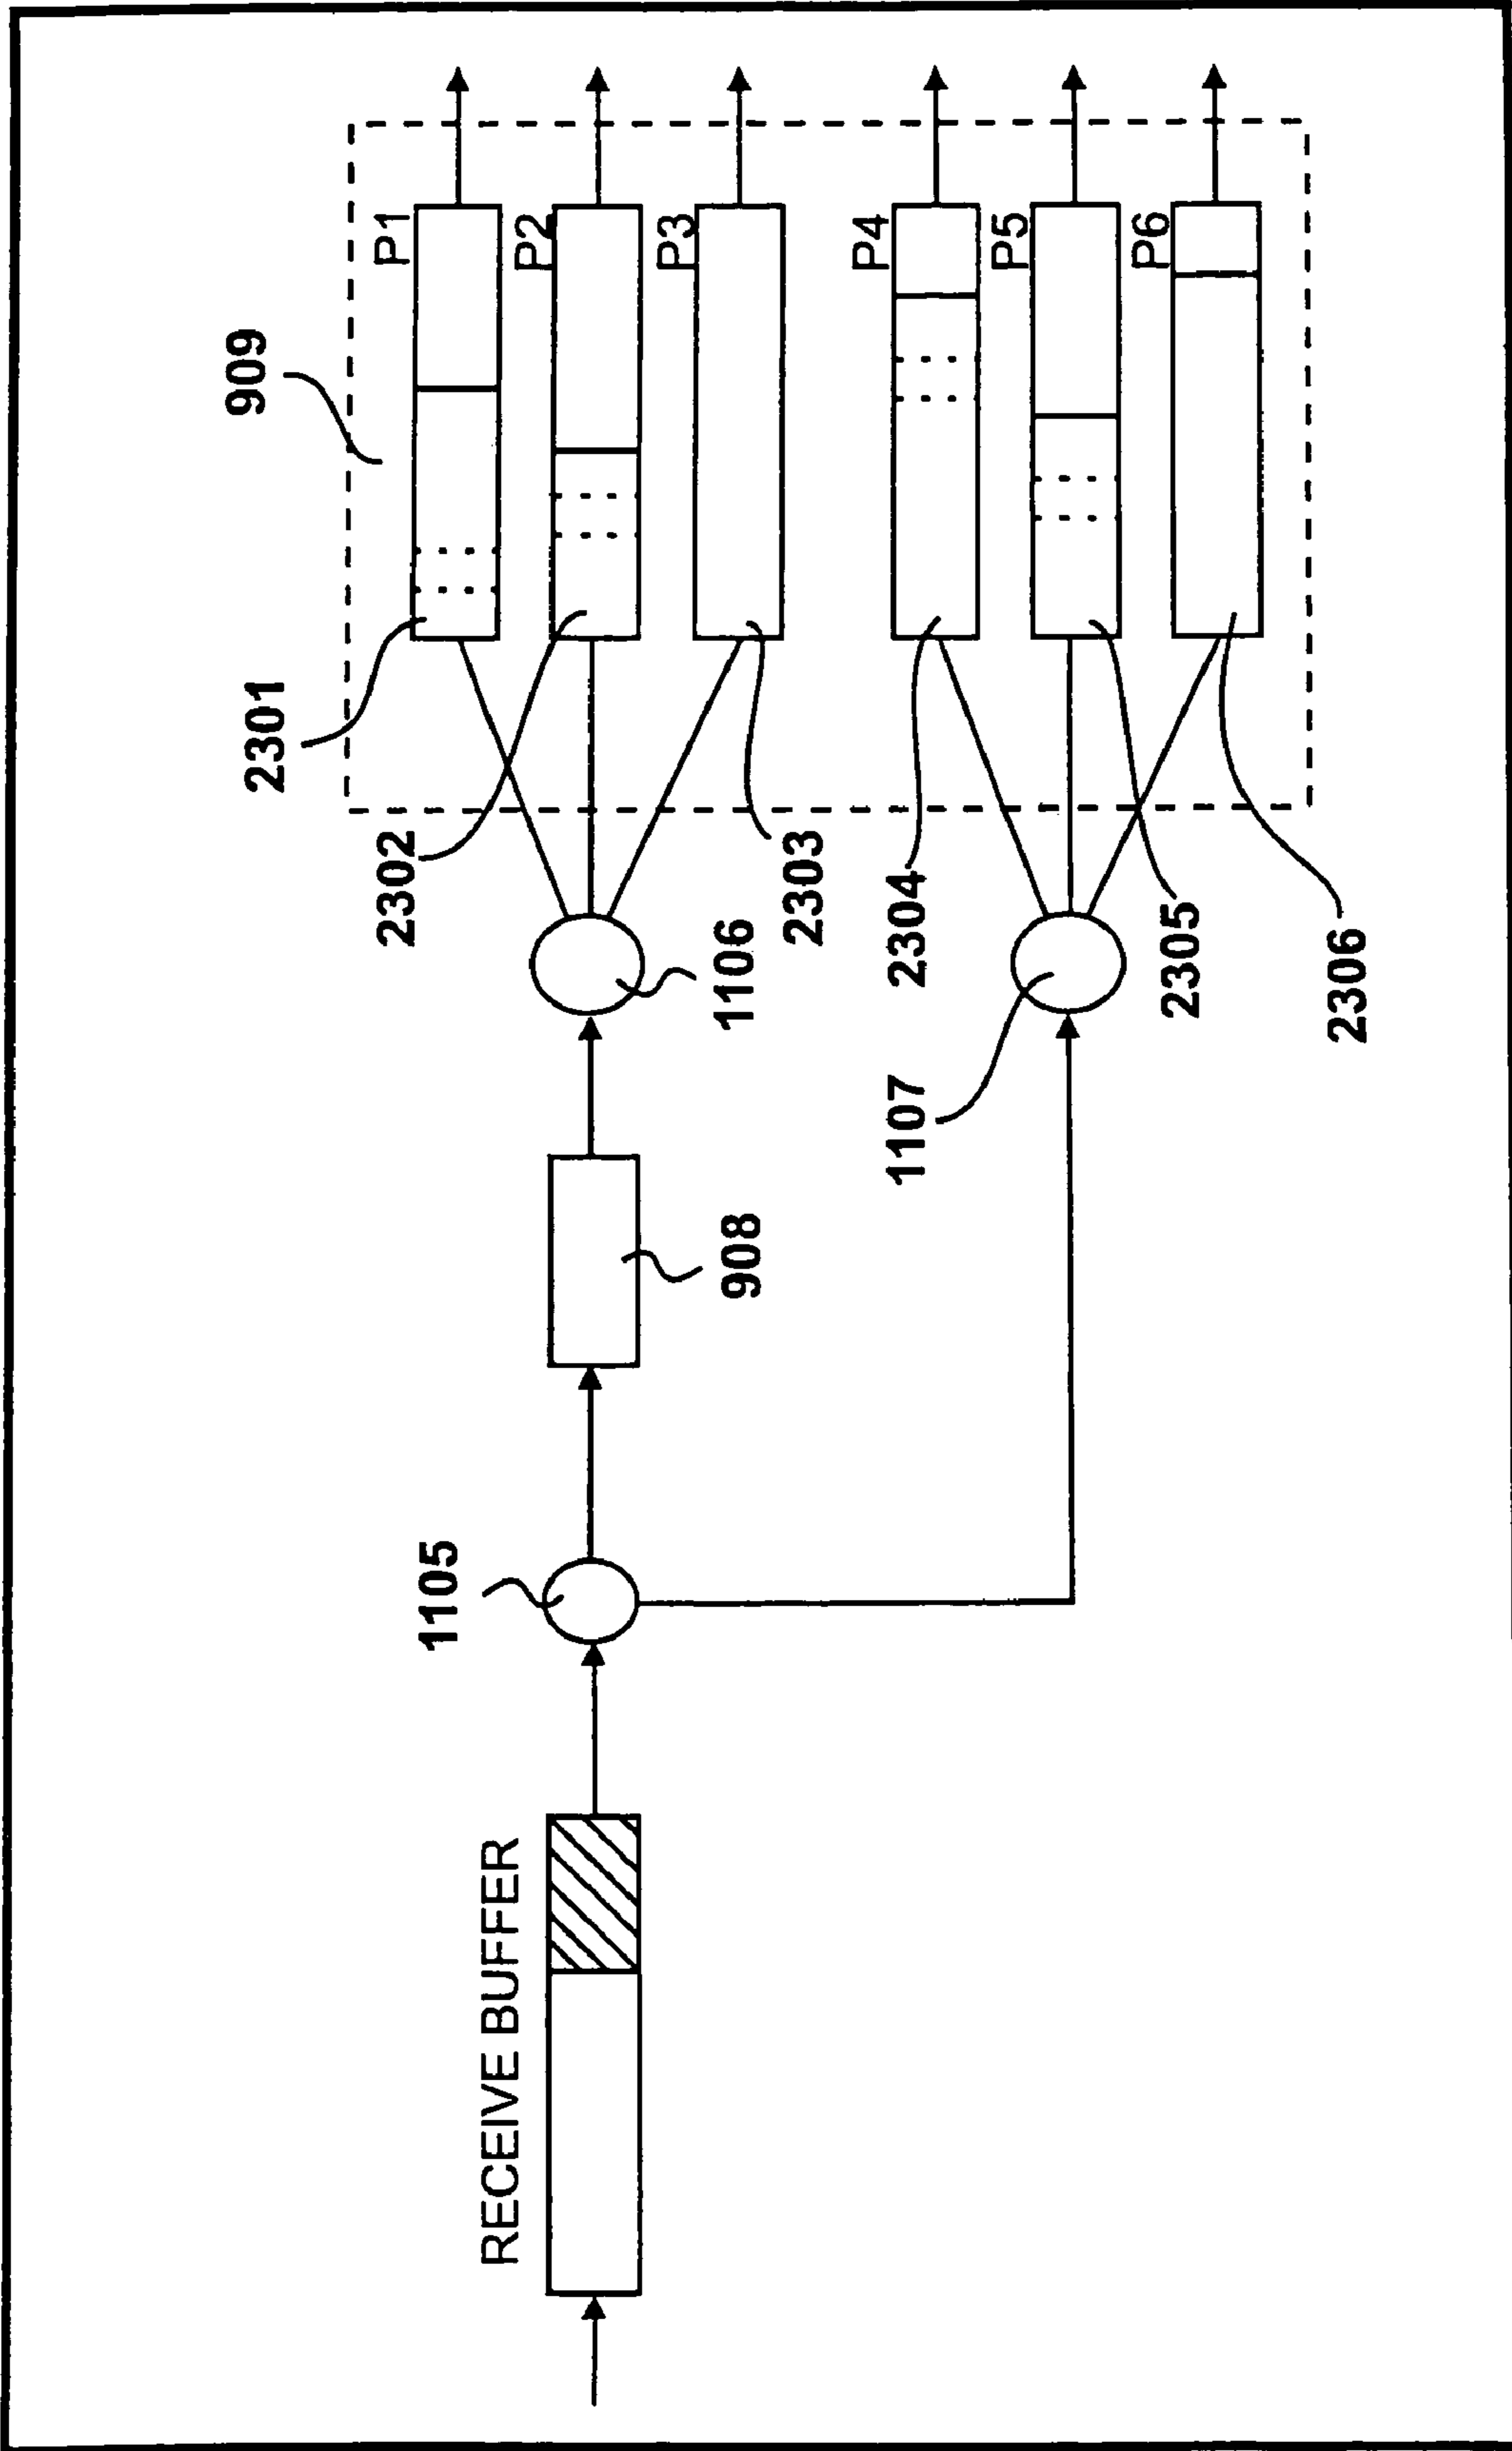 909
P1
2301
P2
2302
P3
2303
1106
908
1105
RECEIVE BUFFER
P4
2304
P5
2305
P6
2306
1107